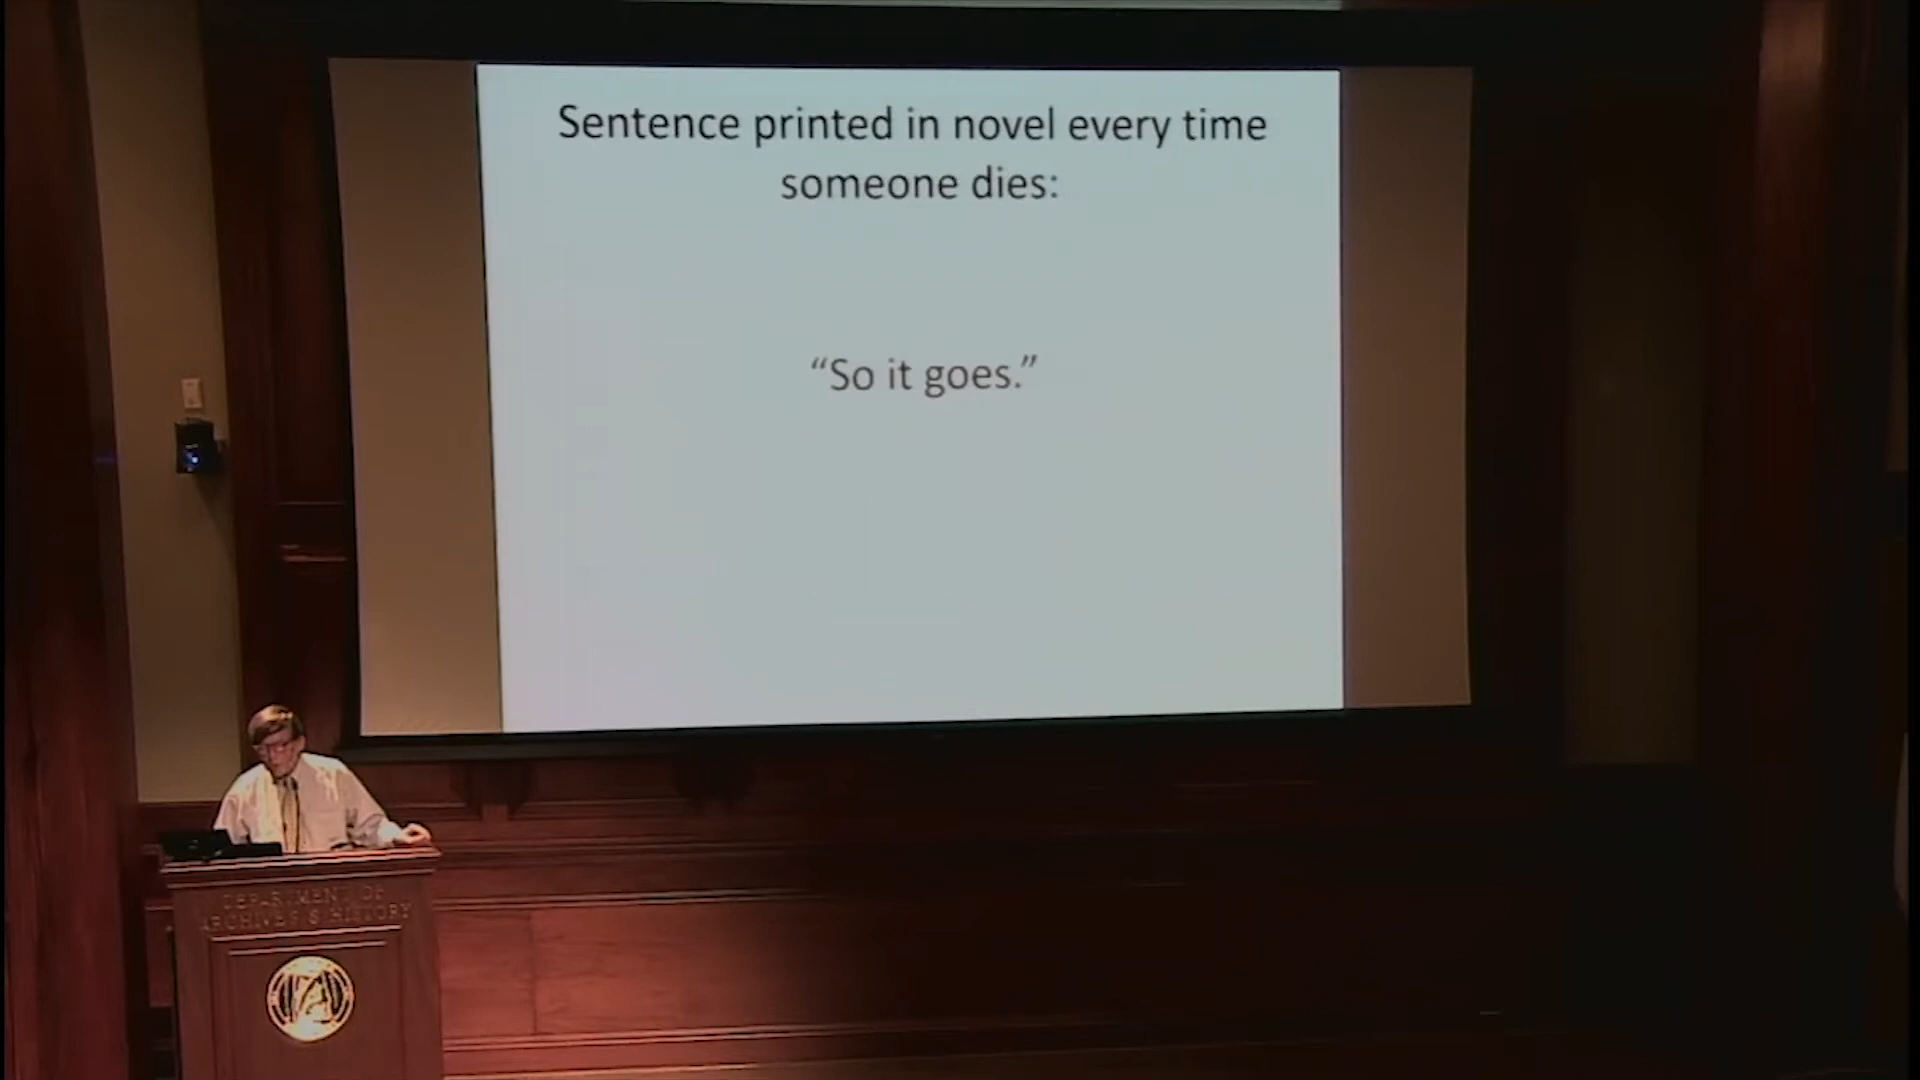 Sentence printed in novel every time
someone dies:
“So it goes.”
DEPARTMENT OF
ARCHIVES & HISTORY